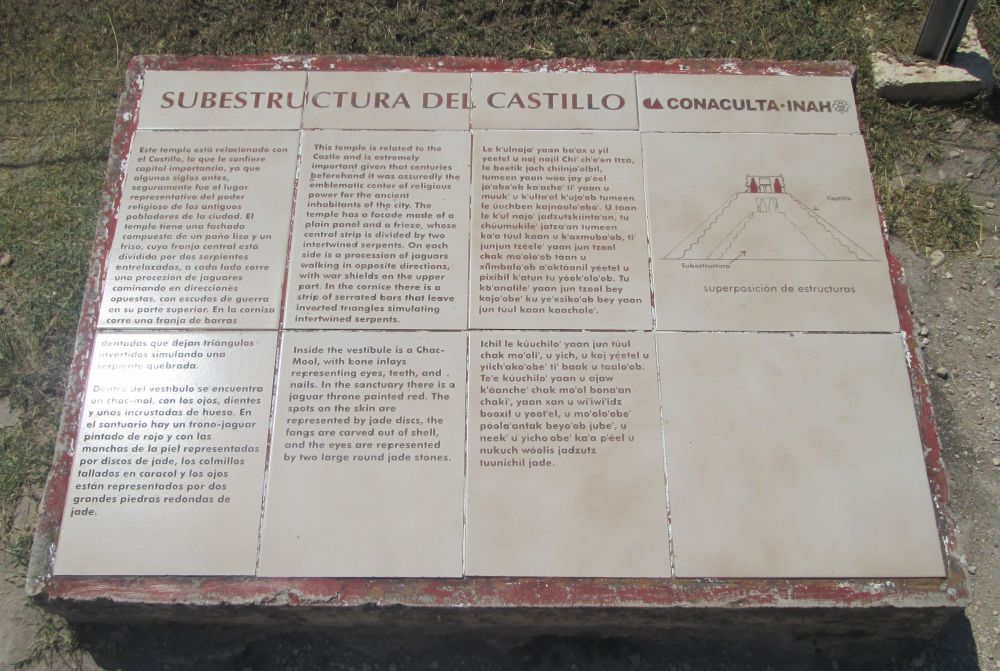 SUBESTRUCTURA DEL CASTILLO
CONACULTA·INAH
Este templo está relacionado con
el Castillo, lo que le confiere
capital importancia, ya que
algunos siglos antes,
seguramente fue el lugar
representativo del poder
religioso de los antiguos
pobladores de la ciudad. El
templo tiene una fachada
compuesta de un paño liso y un
friso, cuya franja central está
dividida por dos serpientes
entrelazadas, a cada lado corre
una procesión de jaguares
caminando en direcciones
opuestas, con escudos de guerra
en su parte superior. En la cornisa
corre una franja de barras
dentadas que dejan triángulos
invertidos simulando una
serpiente quebrada.
Dentro del vestíbulo se encuentra
un chac-mool, con los ojos, dientes
y uñas incrustadas de hueso. En
el santuario hay un trono-jaguar
pintado de rojo y con las
manchas de la piel representadas
por discos de jade, los colmillos
tallados en caracol y los ojos
están representados por dos
grandes piedras redondas de
jade.
This temple is related to the
Castle and is extremely
important given that centuries
beforehand it was assuredly the
emblematic center of religious
power for the ancient
inhabitants of the city. The
temple has a facade made of a
plain panel and a frieze, whose
central strip is divided by two
intertwined serpents. On each
side is a procession of jaguars
walking in opposite directions,
with war shields on the upper
part. In the cornice there is a
strip of serrated bars that leave
inverted triangles simulating
intertwined serpents.
Inside the vestibule is a Chac-
Mool, with bone inlays
representing eyes, teeth, and
nails. In the sanctuary there is a
jaguar throne painted red. The
spots on the skin are
represented by jade discs, the
fangs are carved out of shell,
and the eyes are represented
by two large round jade stones.
Le k'ulnaja' yaan ba'ax u yil
yéetel u noj najil Chi' ch'e'en Itzá,
le beetik jach chiinjo'olbil,
tumeen yaan wa jay p'éel
ja'abo'ob ka'ache' ti' yaan u
muuk' u k'ulta'al k'ujo'ob tumeen
le úuchben kajnáalo'obo'. U táan
le k'ul naja' jadzutzkiinta'an, tu
chúumukile' jatza'an tumeen
ka'a túul kaan u k'axmuba'ob, ti'
junjun tzéele' yaan jun tzool
chak mo'olo'ob táan u
xíimbalo'ob a'aktáanil yéetel u
pixibil k'atun tu yóok'olo'ob. Tu
kb'anafile' yaan jun tzool bey
kojo'obe' ku ye'esiko'ob bey yaan
jun túul kaan kaachale'.
Ichil le kúuchilo' yaan jun túul
chak mo'oli', u yich, u koj yéetel u
yiich'ako'obe' ti' baak u taalo'ob.
Te'e kúuchilo' yaan u ajaw
k'áanche' chak mo'ol bona'an
chaki', yaan xan u wi'wi'idz
booxil u yoot'el, u mo'olo'obe'
poola'antak beyo'ob jube', u
neek' u yicho'obe' ka'a p'éel u
nukuch wóolis jadzutz
tuunichil jade.
Castillo
Subestructura
superposición de estructuras